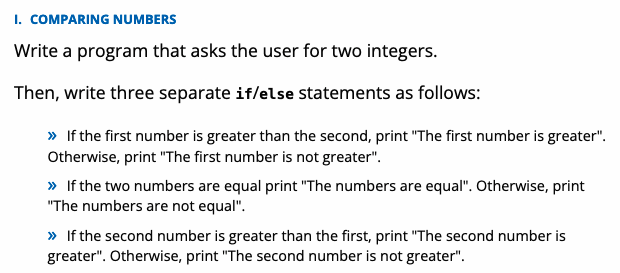 I. COMPARING NUMBERS
Write a program that asks the user for two integers.
Then, write three separate if/else statements as follows:
» If the first number is greater than the second, print "The first number is greater".
Otherwise, print "The first number is not greater".
» If the two numbers are equal print "The numbers are equal". Otherwise, print
"The numbers are not equal".
» If the second number is greater than the first, print "The second number is
greater". Otherwise, print "The second number is not greater".